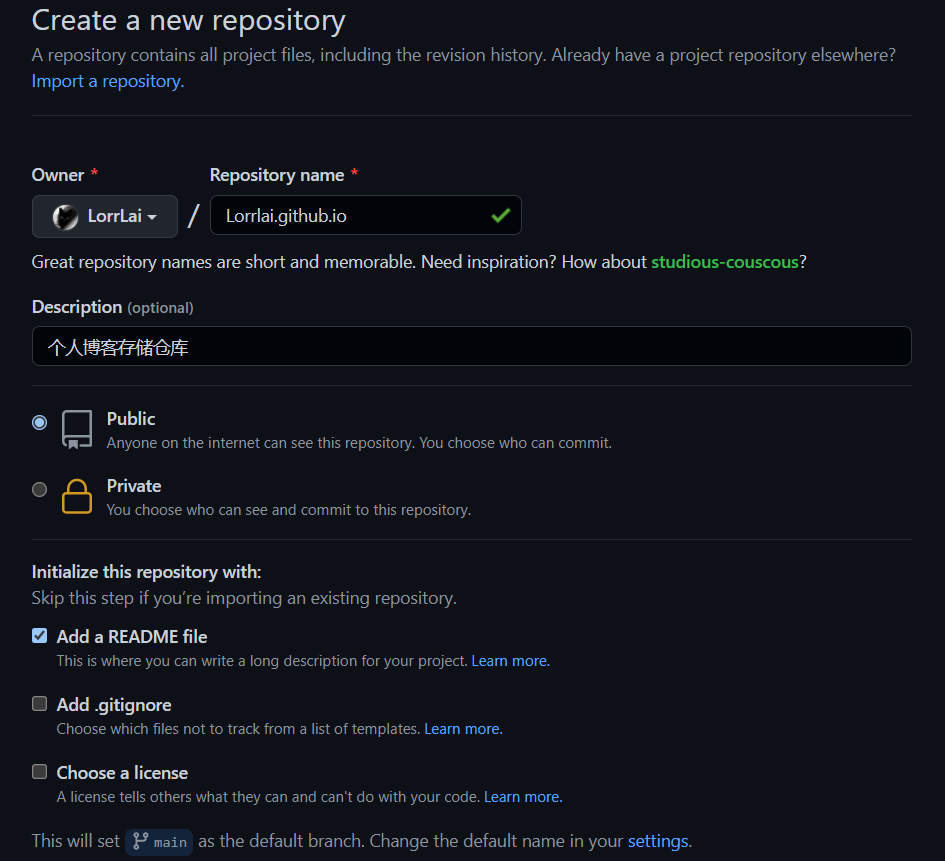 Create a new repository
A repository contains all project files, including the revision history. Already have a project repository elsewhere?
Import a repository.
Owner * Repository name *
LorrLai / Lorrlai.github.io
Great repository names are short and memorable. Need inspiration? How about studious-couscous?
Description (optional)
个人博客存储仓库
Public
Anyone on the internet can see this repository. You choose who can commit.
Private
You choose who can see and commit to this repository.
Initialize this repository with:
Skip this step if you’re importing an existing repository.
Add a README file
This is where you can write a long description for your project. Learn more.
Add .gitignore
Choose which files not to track from a list of templates. Learn more.
Choose a license
A license tells others what they can and can't do with your code. Learn more.
This will set main as the default branch. Change the default name in your settings.